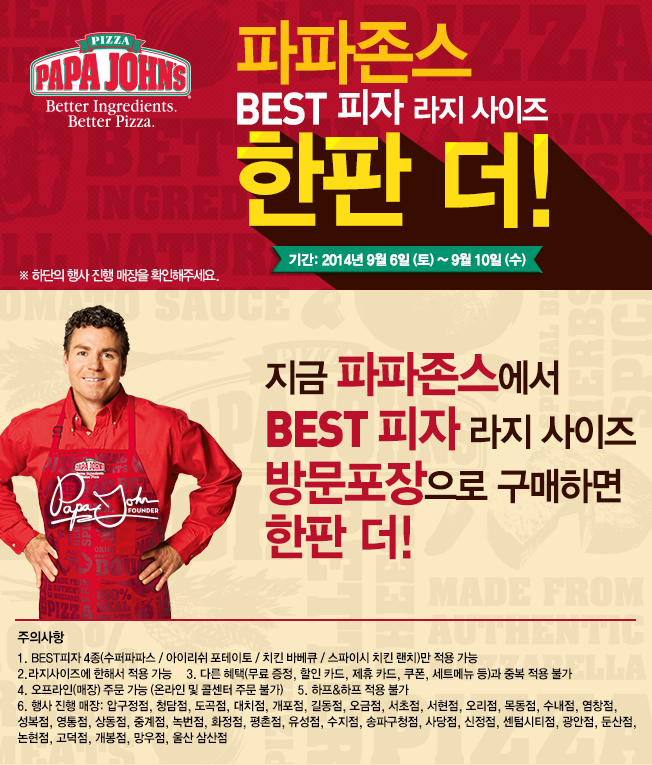 PIZZA
PAPA JOHN'S
Better Ingredients.
Better Pizza.
파파존스
BEST 피자 라지 사이즈
한판 더!
기간: 2014년 9월 6일 (토) ~ 9월 10일 (수)
※ 하단의 행사 진행 매장을 확인해주세요.
지금 파파존스에서
BEST 피자 라지 사이즈
방문포장으로 구매하면
한판 더!
PAPA JOHN'S
Papa John
FOUNDER
주의사항
1. BEST피자 4종(수퍼파파스 / 아이리쉬 포테이토 / 치킨 바베큐 / 스파이시 치킨 랜치)만 적용 가능
2.라지사이즈에 한해서 적용 가능 3. 다른 혜택(무료 증정, 할인 카드, 제휴 카드, 쿠폰, 세트메뉴 등)과 중복 적용 불가
4. 오프라인(매장) 주문 가능 (온라인 및 콜센터 주문 불가) 5. 하프&하프 적용 불가
6. 행사 진행 매장: 압구정점, 청담점, 도곡점, 대치점, 개포점, 길동점, 오금점, 서초점, 서현점, 오리점, 목동점, 수내점, 염창점,
성복점, 영통점, 상동점, 중계점, 녹번점, 화정점, 평촌점, 유성점, 수지점, 송파구청점, 사당점, 신정점, 센텀시티점, 광안점, 둔산점,
논현점, 고덕점, 개봉점, 망우점, 울산 삼산점